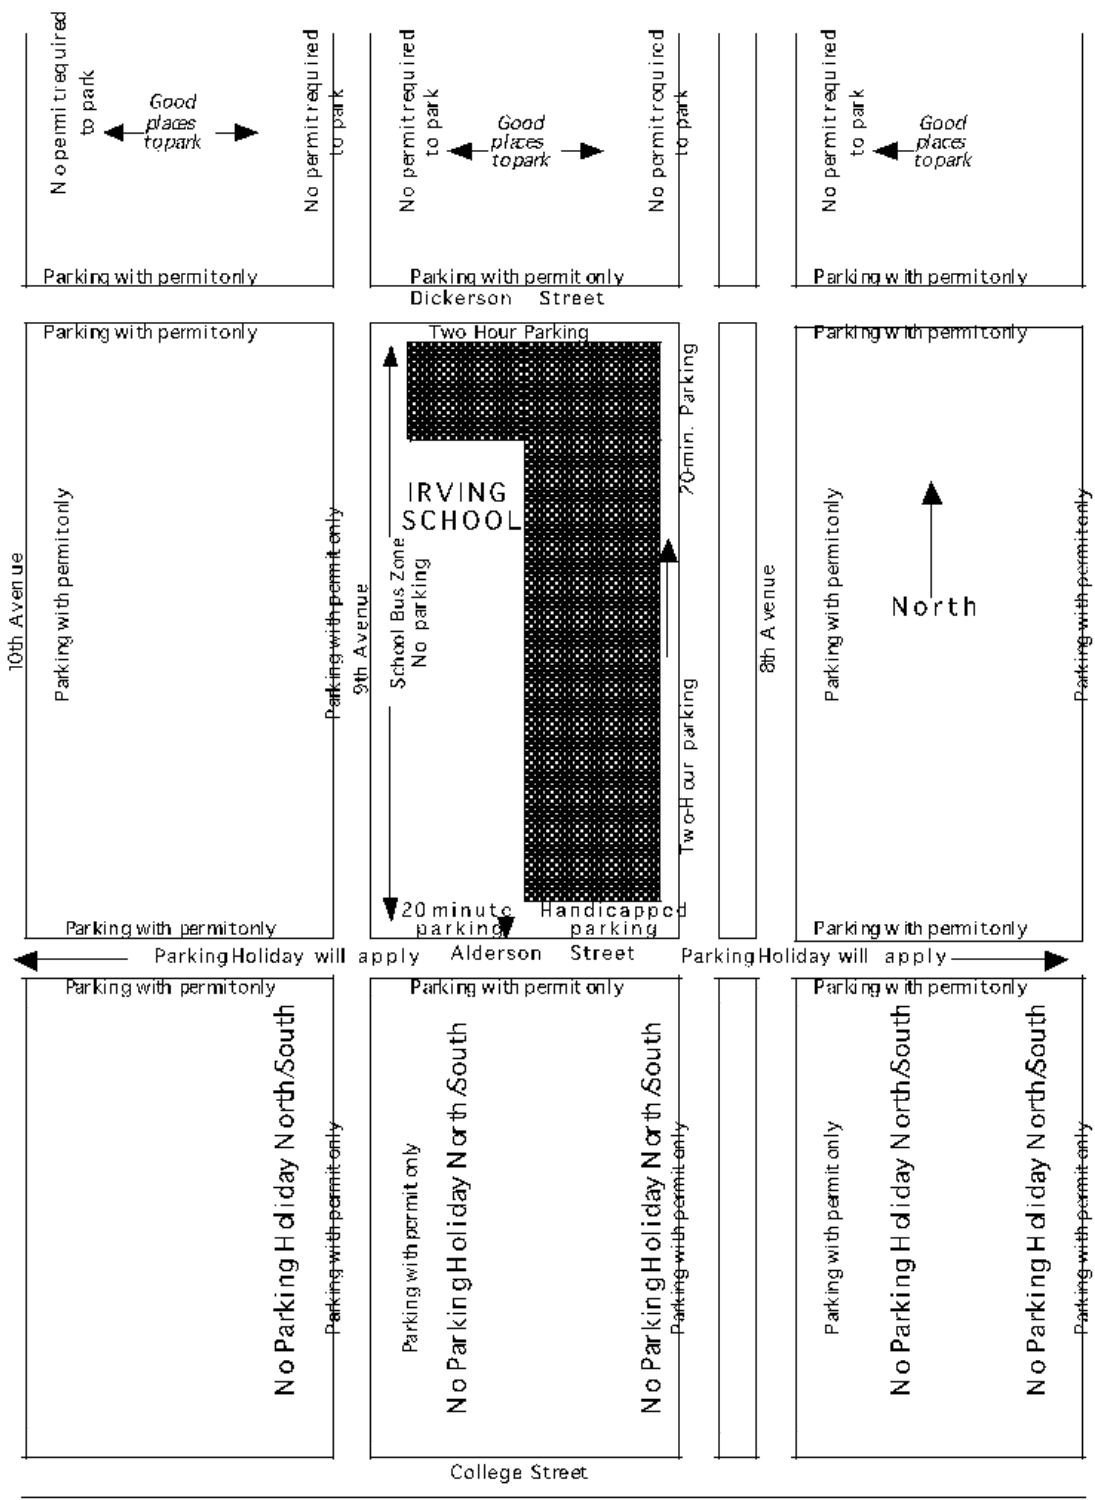 No permit required
to park
Good
places
to park
No permit required
to park
No permit required
to park
Good
places
to park
No permit required
to park
No permit required
to park
Good
places
to park
Parking with permit only
Parking with permit only
Parking with permit only
Dickerson Street
Parking with permit only
Two Hour Parking
Parking with permit only
10th Avenue
Parking with permit only
Parking with permit only
9th Avenue
School Bus Zone
No parking
IRVING
SCHOOL
20-min. Parking
Two-Hour parking
8th Avenue
Parking with permit only
North
Parking with permit only
Parking with permit only
20 minute
parking
Handicapped
parking
Parking with permit only
Parking Holiday will apply
Alderson Street
Parking Holiday will apply
Parking with permit only
Parking with permit only
Parking with permit only
No Parking Holiday North/South
Parking with permit only
Parking with permit only
No Parking Holiday North/South
No Parking Holiday North/South
Parking with permit only
Parking with permit only
No Parking Holiday North/South
No Parking Holiday North/South
Parking with permit only
College Street